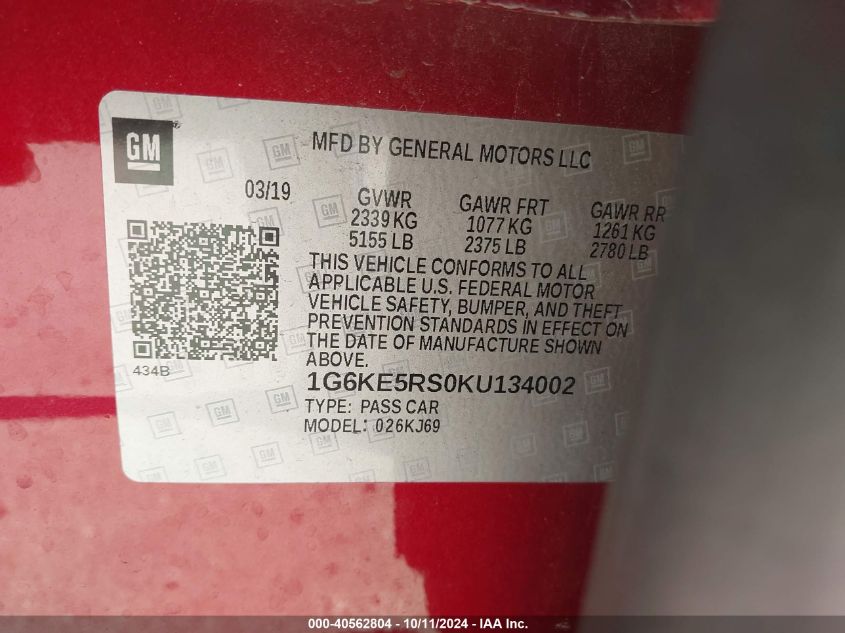 GM
MFD BY GENERAL MOTORS LLC
03/19
GVWR GAWR FRT GAWR RR
2339 KG 1077 KG 1261 KG
5155 LB 2375 LB 2780 LB
THIS VEHICLE CONFORMS TO ALL
APPLICABLE U.S. FEDERAL MOTOR
VEHICLE SAFETY, BUMPER, AND THEFT
PREVENTION STANDARDS IN EFFECT ON
THE DATE OF MANUFACTURE SHOWN
ABOVE.
434B
1G6KE5RS0KU134002
TYPE: PASS CAR
MODEL: 026KJ69
000-40562804 - 10/11/2024 - IAA Inc.